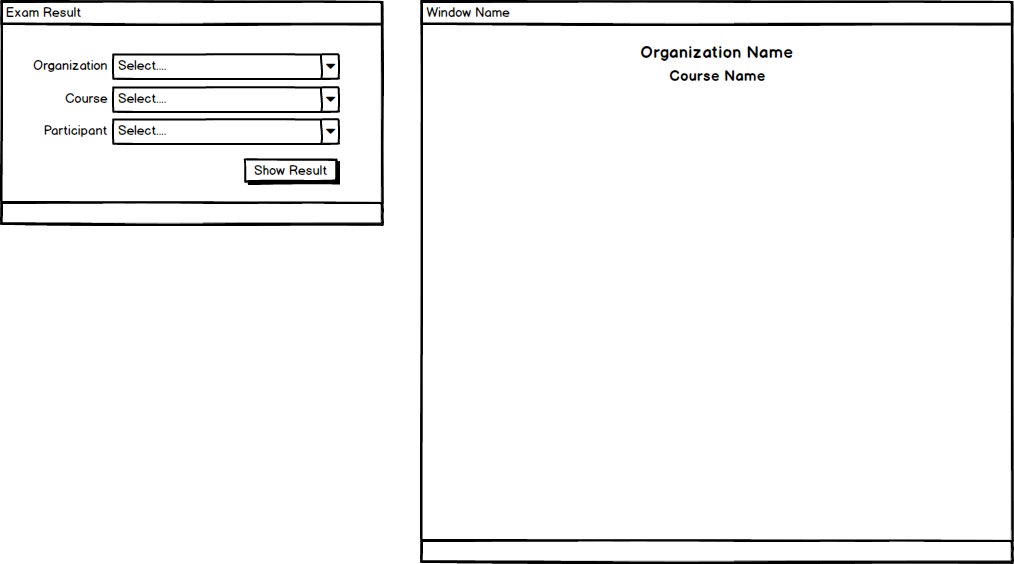 Exam Result
Organization Select....
Course Select....
Participant Select....
Show Result
Window Name
Organization Name
Course Name